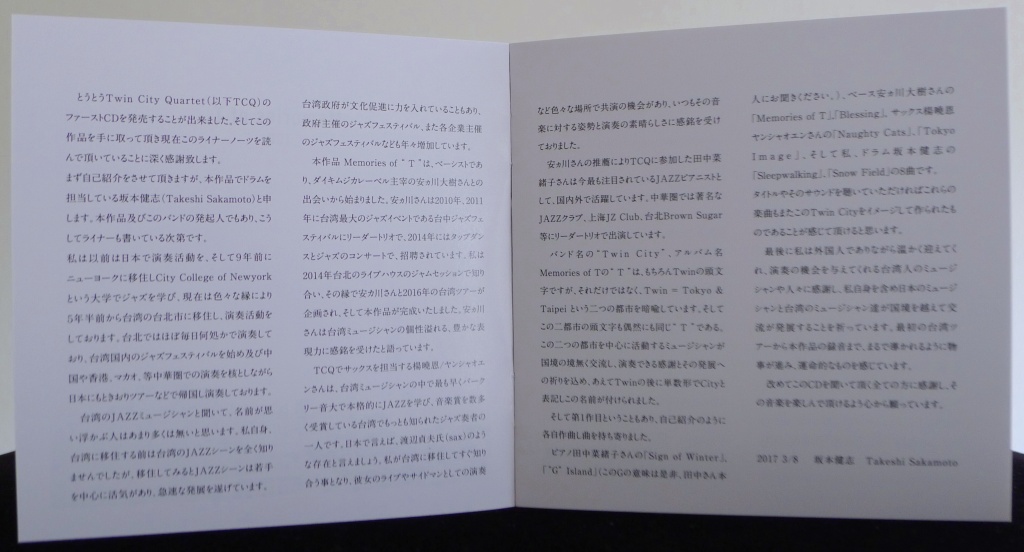 とうとうTwin City Quartet(以下TCQ)の
ファーストCDを発売することが出来ました。そしてこの
作品を手に取って頂き現在このライナーノーツを読
んで頂いていることに深く感謝致します。
まず自己紹介をさせて頂きますが、本作品でドラムを
担当している坂本健志(Takeshi Sakamoto)と申
します。本作品及びこのバンドの発起人でもあり、こう
してライナーも書いている次第です。
私は以前は日本で演奏活動を、そして9年前に
ニューヨークに移住しCity College of Newyork
という大学でジャズを学び、現在は色々な縁により
5年半前から台湾の台北市に移住し、演奏活動を
しております。台北ではほぼ毎日何処かで演奏して
おり、台湾国内のジャズフェスティバルを始め及び中
国や香港、マカオ、等中華圏での演奏を核としながら
日本にもときおりツアーなどで帰国し演奏しております。
台湾のJAZZミュージシャンと聞いて、名前が思
い浮かぶ人はあまり多くは無いと思います。私自身、
台湾に移住する前は台湾のJAZZシーンを全く知り
ませんでしたが、移住してみるとJAZZシーンは若手
を中心に活気があり、急速な発展を遂げています。
台湾政府が文化促進に力を入れていることもあり、
政府主催のジャズフェスティバル、また各企業主催
のジャズフェスティバルなども年々増加しています。
本作品 Memories of "T"は、ベーシストであ
り、ダイキムジカレーベル主宰の安ヵ川大樹さんとの
出会いから始まりました。安ヵ川さんは2010年、2011
年に台湾最大のジャズイベントである台中ジャズフェ
スティバルにリーダートリオで、2014年にはタップダン
スとジャズのコンサートで、招聘されています。私は
2014年台北のライブハウスのジャムセッションで知り
合い、その縁で安ヵ川さんと2016年の台湾ツアーが
企画され、そして本作品が完成いたしました。安ヵ川
さんは台湾ミュージシャンの個性溢れる、豊かな表
現力に感銘を受けたと語っています。
TCQでサックスを担当する楊曉恩/ヤンシャオエ
ンさんは、台湾ミュージシャンの中で最も早くバーク
リー音大で本格的にJAZZを学び、音楽賞を数多
く受賞している台湾でもっとも知られたジャズ奏者の
一人です。日本で言えば、渡辺貞夫氏(sax)のよう
な存在と言えましょう。私が台湾に移住してすぐ知り
合う事となり、彼女のライブやサイドマンとしての演奏
など色々な場所で共演の機会があり、いつもその音
楽に対する姿勢と演奏の素晴らしさに感銘を受け
ておりました。
安ヵ川さんの推薦によりTCQに参加した田中菜
緒子さんは今最も注目されているJAZZピアニストと
して、国内外で活躍しています。中華圏では著名な
JAZZクラブ、上海JZ Club、台北Brown Sugar
等にリーダートリオで出演しています。
バンド名の"Twin City"、アルバム名
Memories of Tの"T"は、もちろんTwinの頭文
字ですが、それだけではなく、Twin = Tokyo &
Taipei という二つの都市を暗喩しています。そして
この二都市の頭文字も偶然にも同じ"T"である。
この二つの都市を中心に活動するミュージシャンが
国境の境無く交流し、演奏できる感謝とその発展へ
の祈りを込め、あえてTwinの後に単数形でCityと
表記しこの名前が付けられました。
そして第1作目ということもあり、自己紹介のように
各自作曲し曲を持ち寄りました。
ピアノ田中菜緒子さんの「Sign of Winter」、
「"G" Island」(このGの意味は是非、田中さん本
人にお聞きください。)、ベース安ヵ川大樹さんの
「Memories of T」,「Blessing」、サックス楊曉恩
ヤンシャオエンさんの「Naughty Cats」、「Tokyo
Image」、そして私、ドラム坂本健志の
「Sleepwalking」、「Snow Field」の8曲です。
タイトルやそのサウンドを聴いていただければこれらの
楽曲もまたこのTwin Cityをイメージして作られたも
のであることが感じて頂けると思います。
最後に私は外国人でありながら温かく迎えてく
れ、演奏の機会を与えてくれる台湾人のミュージ
シャンや人々に感謝し、私自身を含め日本のミュージ
シャンと台湾のミュージシャン達が国境を越えて交
流が発展することを祈っています。最初の台湾ツ
アーから本作品の録音まで、まるで導かれるように物
事が進み、運命的なものを感じています。
改めてこのCDを聞いて頂く全ての方に感謝し、そ
の音楽を楽しんで頂けるよう心から願っています。
2017 3/8 坂本健志 Takeshi Sakamoto